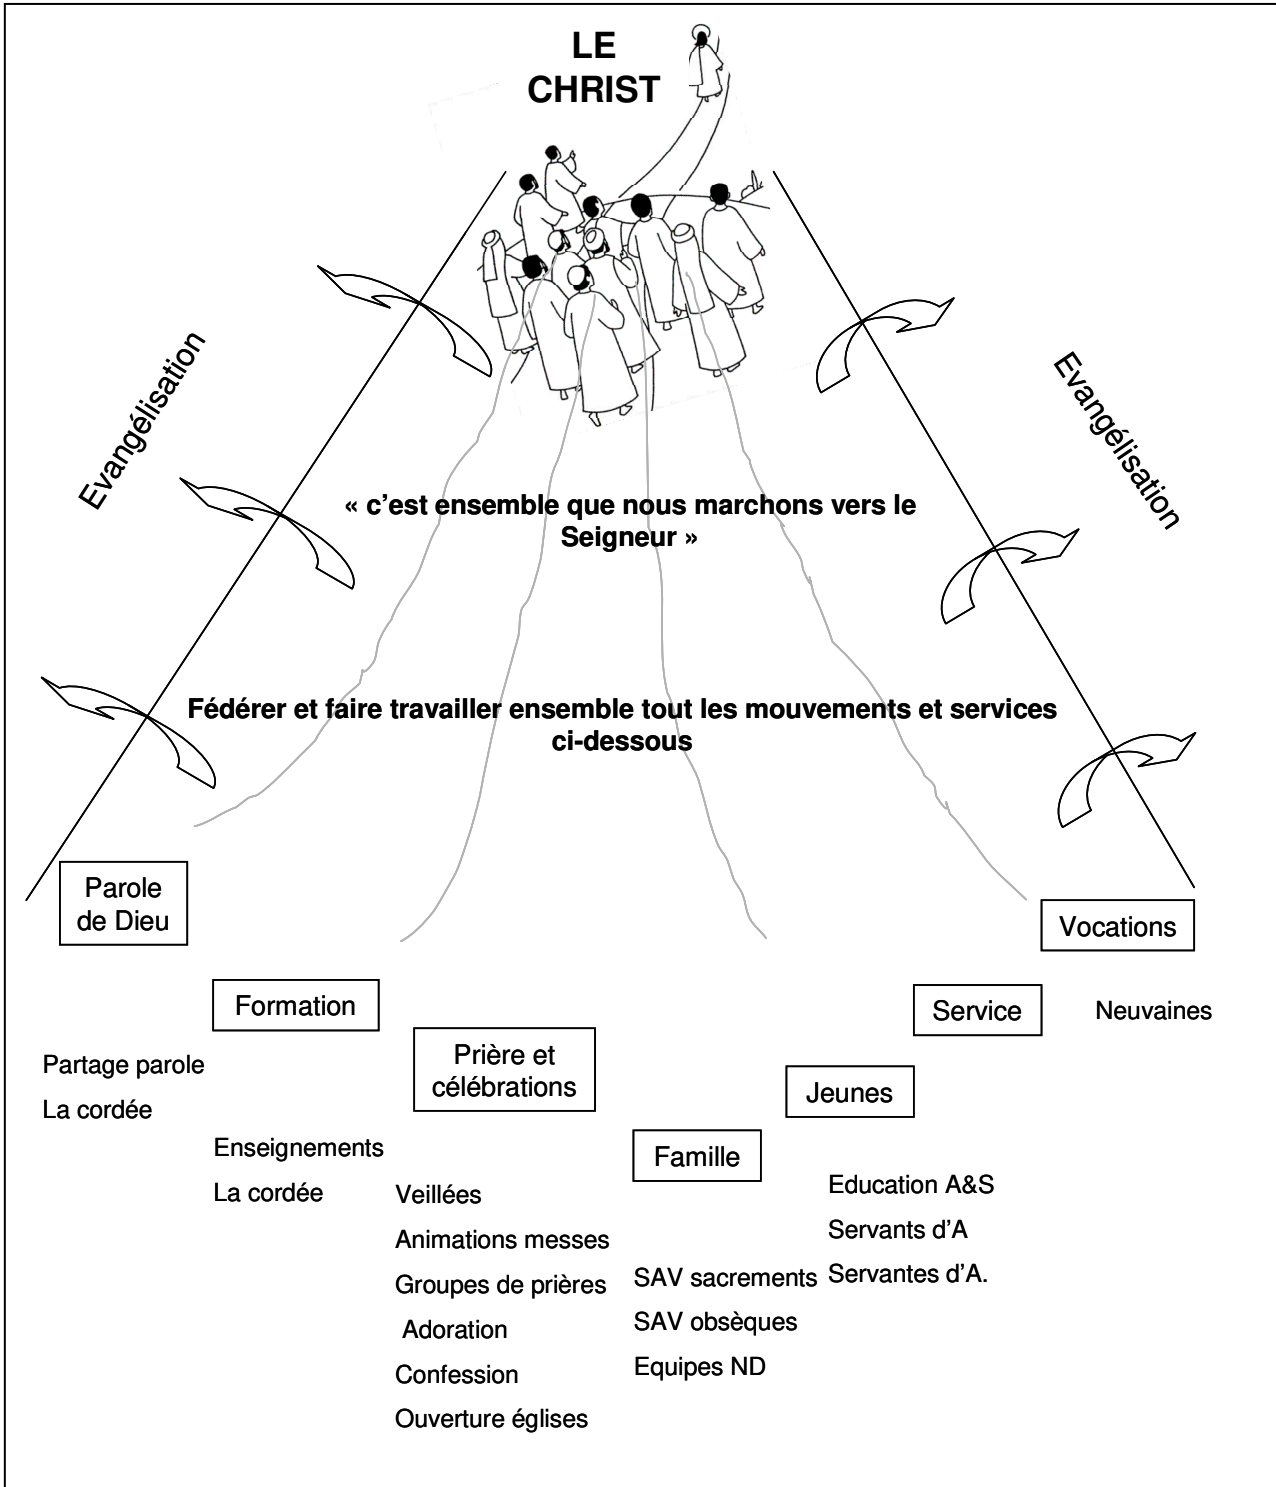 LE
CHRIST
Evangélisation
Evangélisation
« c’est ensemble que nous marchons vers le
Seigneur »
Fédérer et faire travailler ensemble tout les mouvements et services
ci-dessous
Parole
de Dieu
Partage parole
La cordée
Formation
Enseignements
La cordée
Prière et
célébrations
Veillées
Animations messes
Groupes de prières
Adoration
Confession
Ouverture églises
Famille
SAV sacrements
SAV obsèques
Equipes ND
Jeunes
Education A&S
Servants d’A
Servantes d’A.
Service
Vocations
Neuvaines